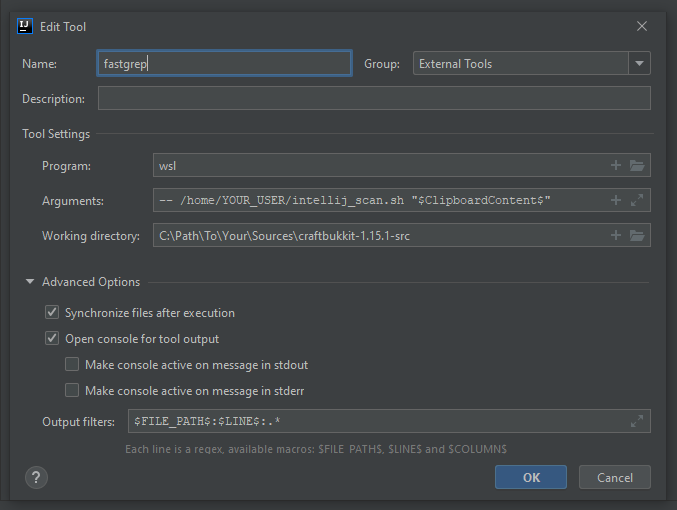 IJ Edit Tool
Name: fastgrep Group: External Tools
Description:
Tool Settings
Program: wsl
Arguments: -- /home/YOUR_USER/intellij_scan.sh "$ClipboardContent$"
Working directory: C:\Path\To\Your\Sources\craftbukkit-1.15.1-src
Advanced Options
Synchronize files after execution
Open console for tool output
Make console active on message in stdout
Make console active on message in stderr
Output filters: $FILE_PATH$:$LINE$:.*
Each line is a regex, available macros: $FILE_PATH$, $LINE$ and $COLUMN$
? OK Cancel